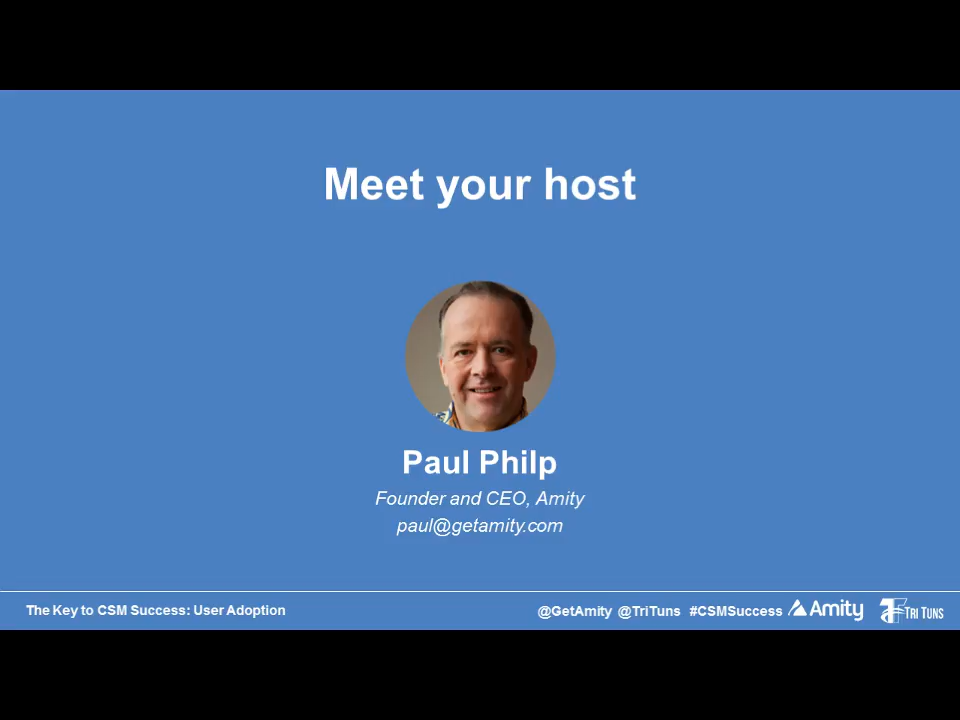 Meet your host
Paul Philp
Founder and CEO, Amity
paul@getamity.com
The Key to CSM Success: User Adoption
@GetAmity @TriTuns #CSMSuccess Amity TRI TUNS